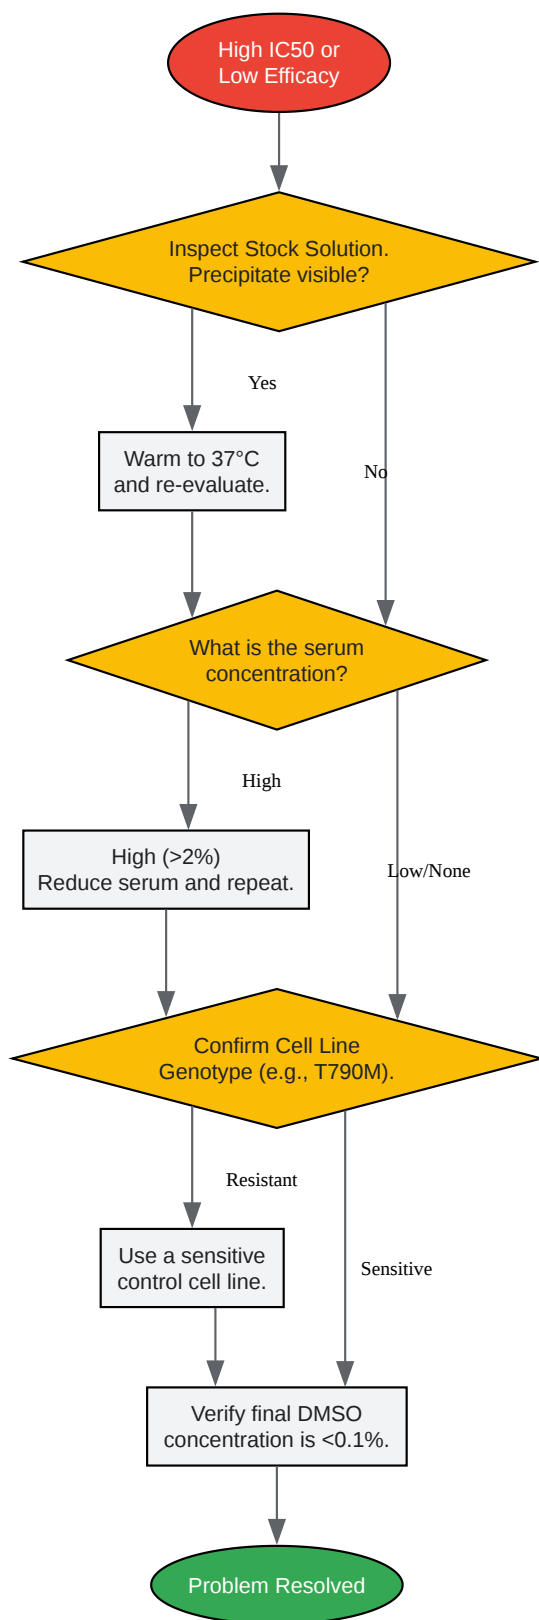 High IC50 or
Low Efficacy
Inspect Stock Solution.
Precipitate visible?
Yes
Warm to 37°C
and re-evaluate.
No
What is the serum
concentration?
High
High (>2%)
Reduce serum and repeat.
Low/None
Confirm Cell Line
Genotype (e.g., T790M).
Resistant
Use a sensitive
control cell line.
Sensitive
Verify final DMSO
concentration is <0.1%.
Problem Resolved